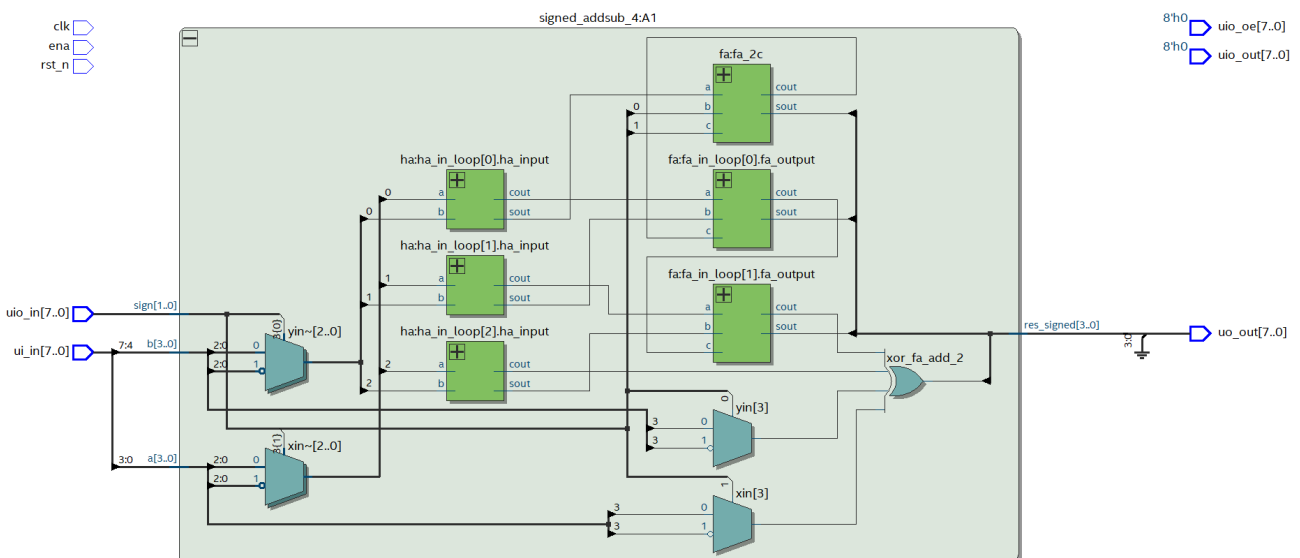 signed_addsub_4:A1
clk
ena
rst_n
8'h0
uio_oe[7..0]
8'h0
uio_out[7..0]
fa:fa_2c
a
cout
0
b
sout
1
c
ha:ha_in_loop[0].ha_input
fa:fa_in_loop[0].fa_output
0
a
cout
a
cout
0
b
sout
b
sout
c
ha:ha_in_loop[1].ha_input
fa:fa_in_loop[1].fa_output
1
a
cout
1
b
sout
a
cout
b
sout
c
uio_in[7..0]
sign[1..0]
ha:ha_in_loop[2].ha_input
yin~[2..0]
ui_in[7..0]
7:4
b[3..0]
2:0
0
2:0
1
2
a
cout
2
b
sout
res_signed[3..0]
3:0
uo_out[7..0]
xor_fa_add_2
0
yin[3]
3
0
3
1
xin~[2..0]
3:0
a[3..0]
2:0
0
2:0
1
1
xin[3]
3
0
3
1